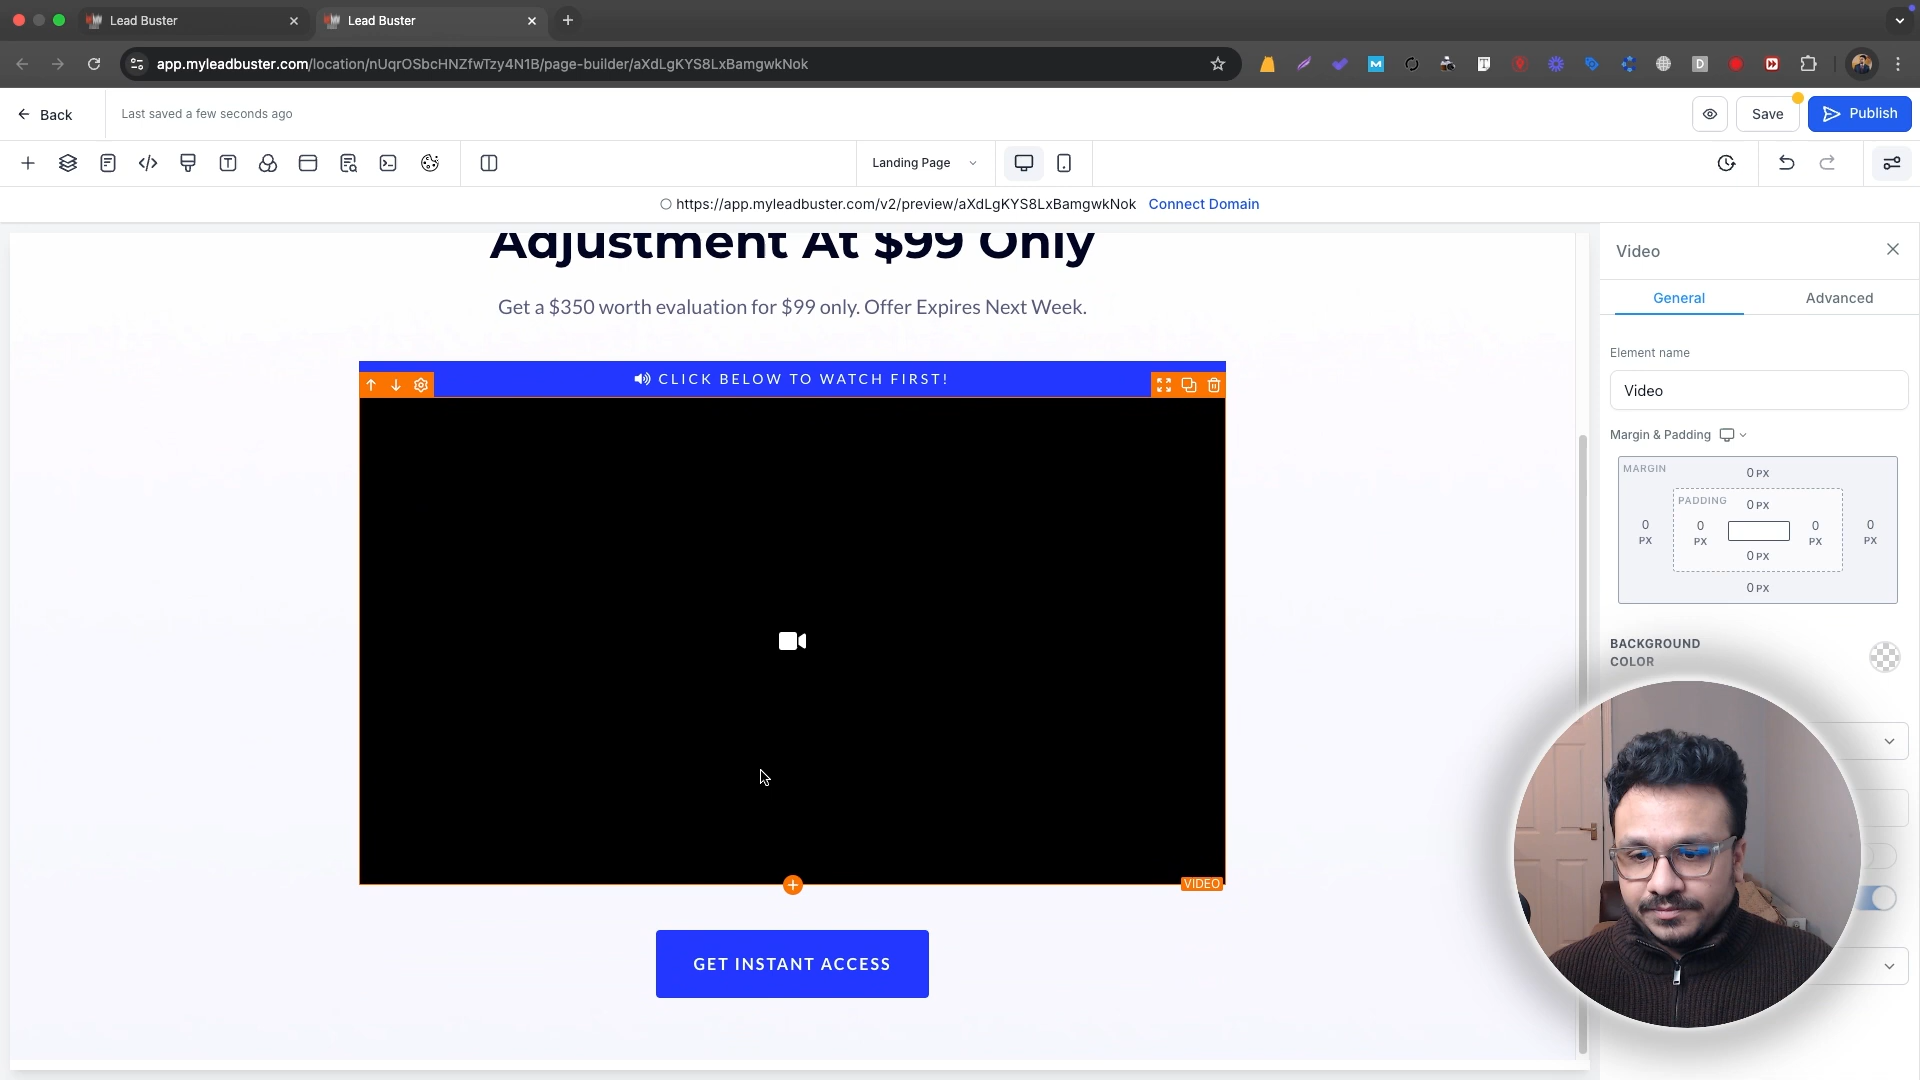 Lead Buster
Lead Buster
app.myleadbuster.com/location/nUqrOSbcHNZfwTzy4N1B/page-builder/aXdLgKYS8LxBamgwkNok
Back
Last saved a few seconds ago
Save
Publish
Landing Page
https://app.myleadbuster.com/v2/preview/aXdLgKYS8LxBamgwkNok Connect Domain
Adjustment At $99 Only
Get a $350 worth evaluation for $99 only. Offer Expires Next Week.
CLICK BELOW TO WATCH FIRST!
VIDEO
GET INSTANT ACCESS
Video
General Advanced
Element name
Video
Margin & Padding
MARGIN
0 PX
PADDING
0 PX
0 PX
0 PX
0 PX
0 PX
0 PX
0 PX
BACKGROUND
COLOR